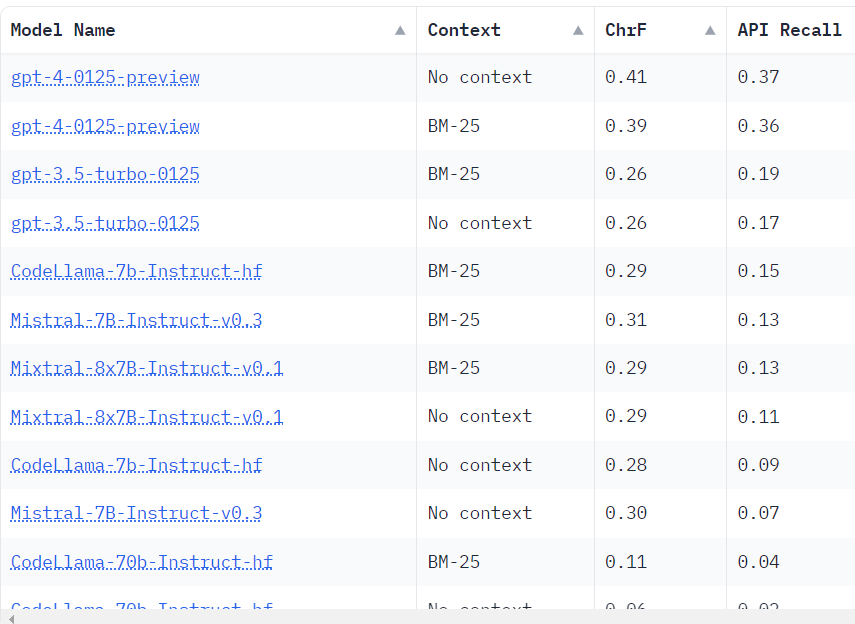 Model Name ▲ Context ▲ ChrF ▲ API Recall
gpt-4-0125-preview No context 0.41 0.37
gpt-4-0125-preview BM-25 0.39 0.36
gpt-3.5-turbo-0125 BM-25 0.26 0.19
gpt-3.5-turbo-0125 No context 0.26 0.17
CodeLlama-7b-Instruct-hf BM-25 0.29 0.15
Mistral-7B-Instruct-v0.3 BM-25 0.31 0.13
Mixtral-8x7B-Instruct-v0.1 BM-25 0.29 0.13
Mixtral-8x7B-Instruct-v0.1 No context 0.29 0.11
CodeLlama-7b-Instruct-hf No context 0.28 0.09
Mistral-7B-Instruct-v0.3 No context 0.30 0.07
CodeLlama-70b-Instruct-hf BM-25 0.11 0.04
CodeLlama-70b-Instruct-hf No context